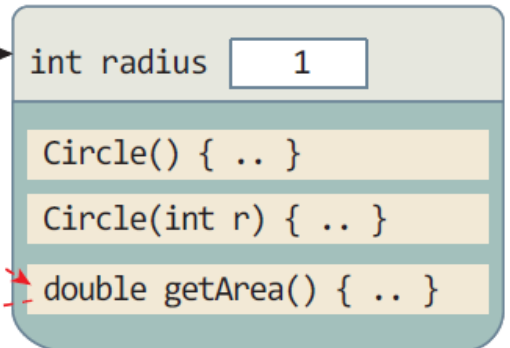 int radius 1
Circle() { .. }
Circle(int r) { .. }
double getArea() { .. }